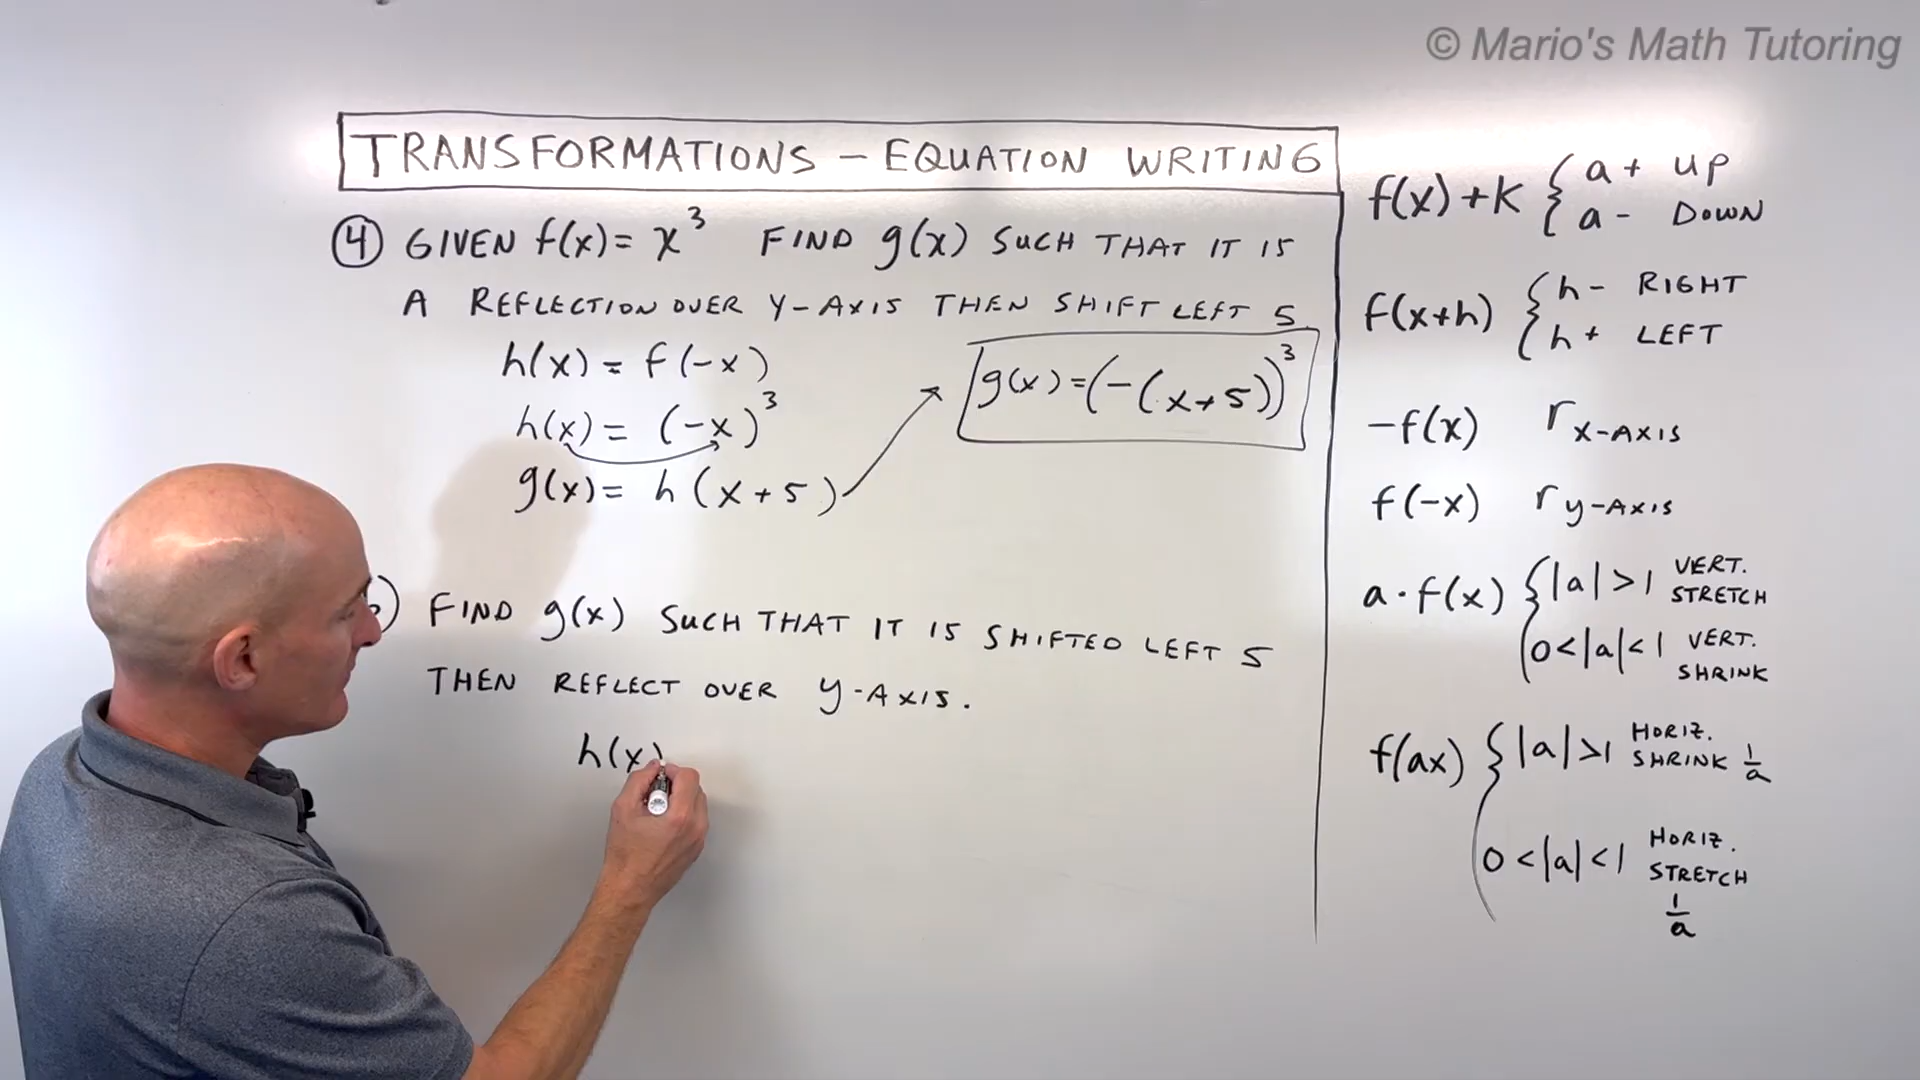 © Mario's Math Tutoring
TRANSFORMATIONS – EQUATION WRITING
④ GIVEN f(x) = x³ FIND g(x) SUCH THAT IT IS
A REFLECTION OVER Y-AXIS THEN SHIFT LEFT 5
h(x) = f(-x)
h(x) = (-x)³
g(x) = h(x+5)
g(x) = (-(x+5))³
) FIND g(x) SUCH THAT IT IS SHIFTED LEFT 5
THEN REFLECT OVER y-AXIS.
h(x)
f(x)+K { a + UP
a - DOWN
f(x+h) { h - RIGHT
h + LEFT
-f(x) r x-AXIS
f(-x) r y-AXIS
a·f(x) { |a|>1 VERT. STRETCH
0<|a|<1 VERT. SHRINK
f(ax) { |a|>1 HORIZ. SHRINK 1/a
0<|a|<1 HORIZ. STRETCH 1/a